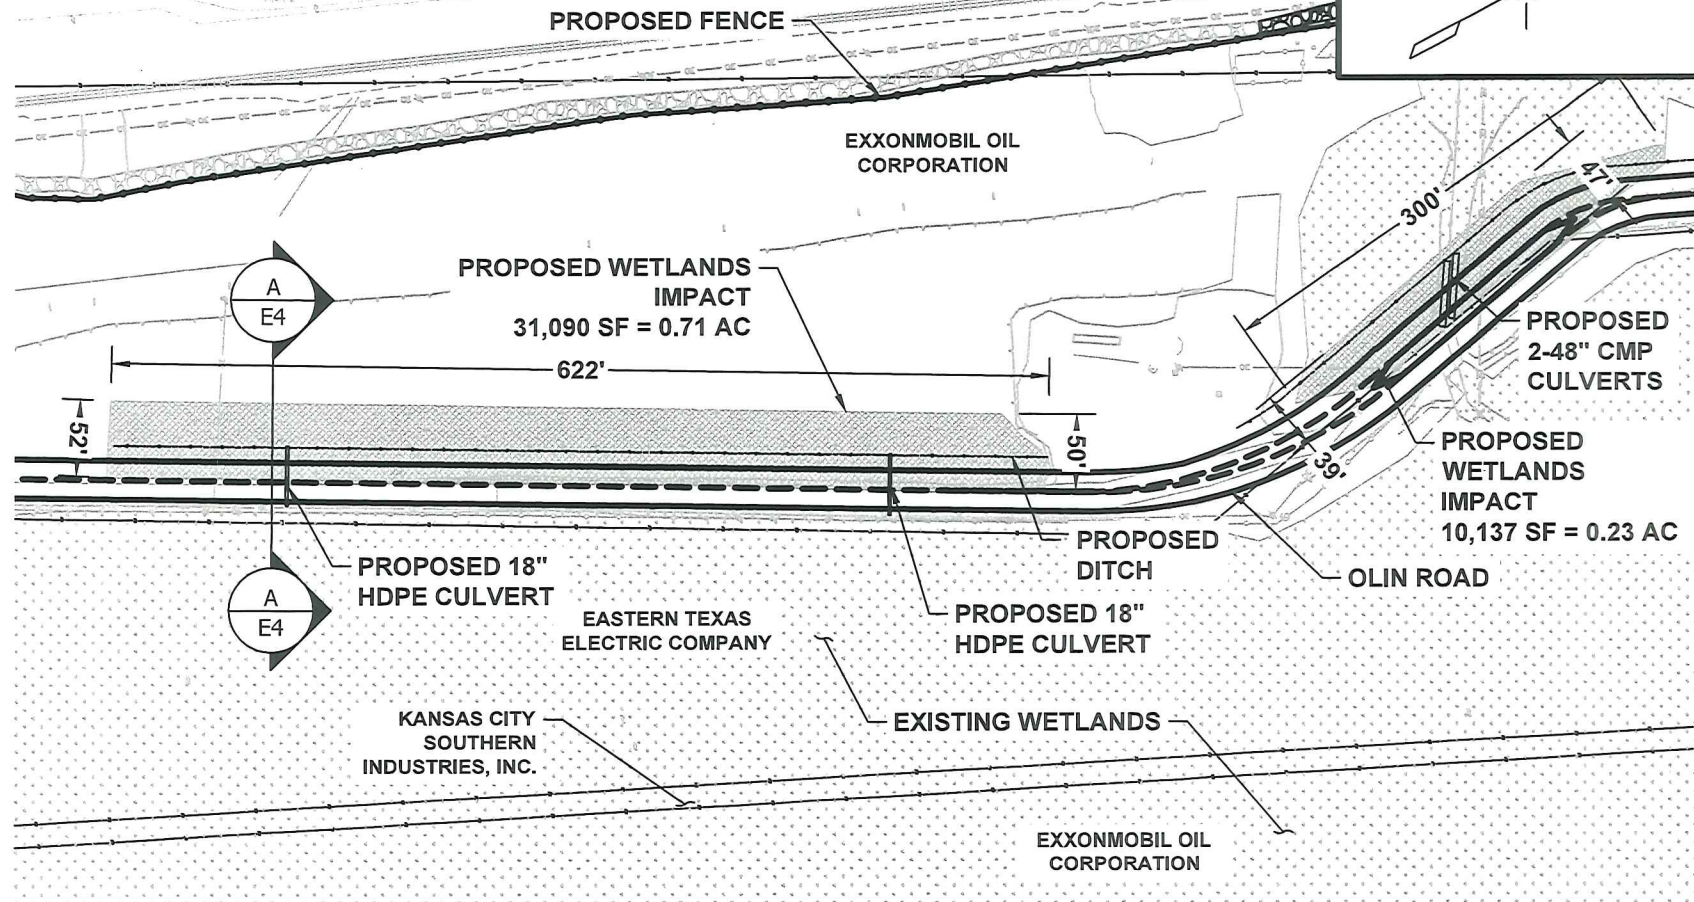 PROPOSED FENCE
EXXONMOBIL OIL
CORPORATION
300'
47'
A
E4
PROPOSED WETLANDS
IMPACT
31,090 SF = 0.71 AC
622'
52'
50'
39'
PROPOSED
2-48" CMP
CULVERTS
PROPOSED
WETLANDS
IMPACT
10,137 SF = 0.23 AC
PROPOSED
DITCH
OLIN ROAD
PROPOSED 18"
HDPE CULVERT
A
E4
EASTERN TEXAS
ELECTRIC COMPANY
PROPOSED 18"
HDPE CULVERT
KANSAS CITY
SOUTHERN
INDUSTRIES, INC.
EXISTING WETLANDS
EXXONMOBIL OIL
CORPORATION